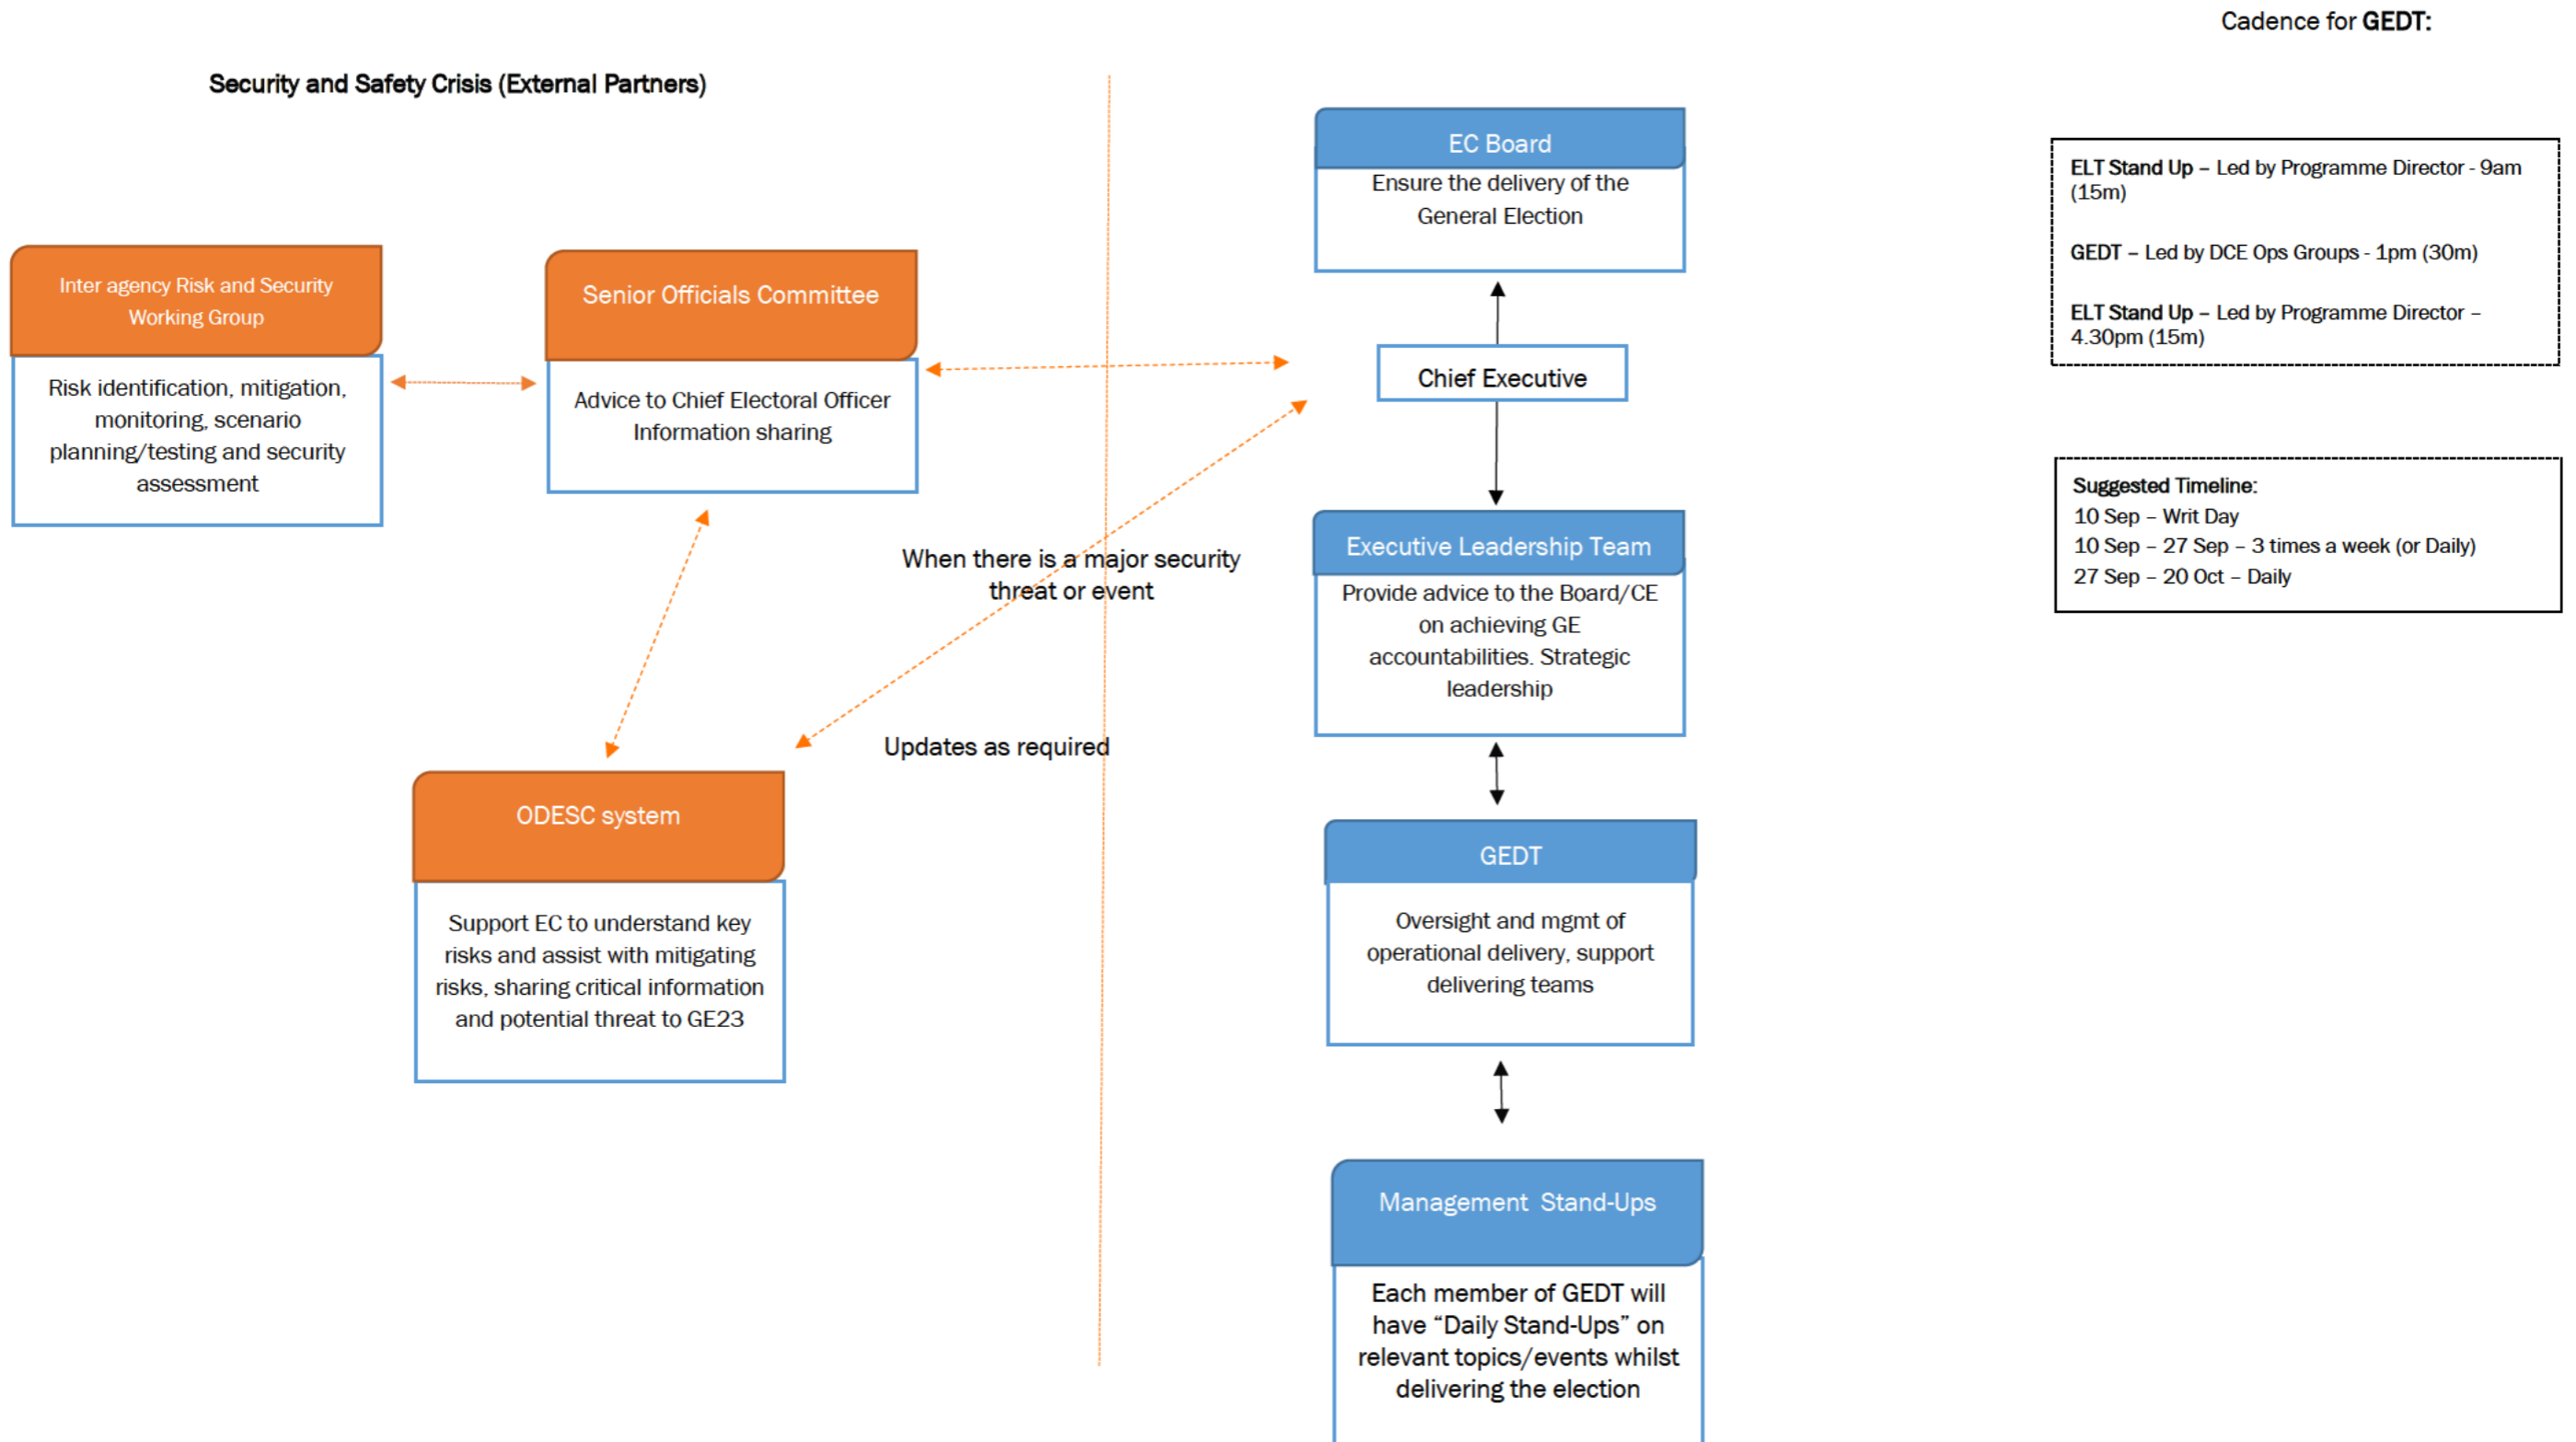 Cadence for GEDT:
Security and Safety Crisis (External Partners)
EC Board
Ensure the delivery of the
General Election
ELT Stand Up – Led by Programme Director - 9am
(15m)
GEDT – Led by DCE Ops Groups - 1pm (30m)
ELT Stand Up – Led by Programme Director –
4.30pm (15m)
Inter agency Risk and Security
Working Group
Risk identification, mitigation,
monitoring, scenario
planning/testing and security
assessment
Senior Officials Committee
Advice to Chief Electoral Officer
Information sharing
Chief Executive
Suggested Timeline:
10 Sep – Writ Day
10 Sep – 27 Sep – 3 times a week (or Daily)
27 Sep – 20 Oct – Daily
When there is a major security
threat or event
Executive Leadership Team
Provide advice to the Board/CE
on achieving GE
accountabilities. Strategic
leadership
Updates as required
ODESC system
Support EC to understand key
risks and assist with mitigating
risks, sharing critical information
and potential threat to GE23
GEDT
Oversight and mgmt of
operational delivery, support
delivering teams
Management  Stand-Ups
Each member of GEDT will
have “Daily Stand-Ups” on
relevant topics/events whilst
delivering the election